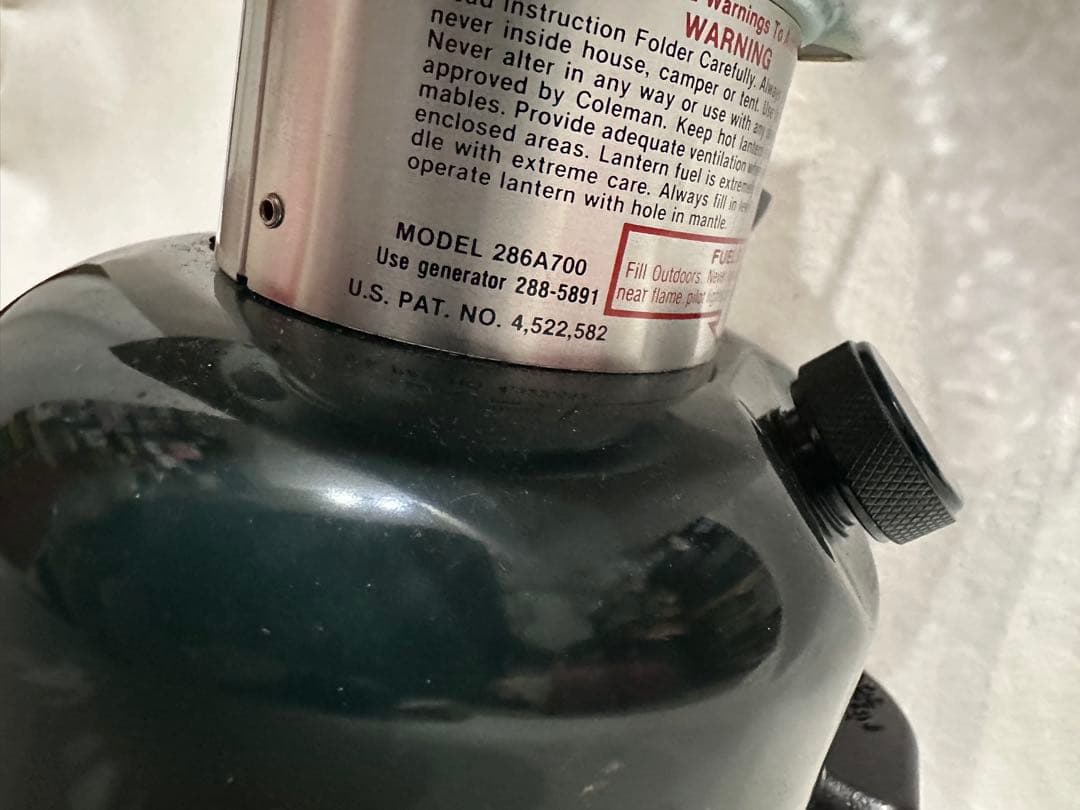 Warnings To
WARNING
Instruction Folder Carefully.
never inside house, camper or tent.
Never alter in any way or use with any
approved by Coleman. Keep hot
mables. Provide adequate ventilation
enclosed areas. Lantern fuel is
dle with extreme care. Always fill in
operate lantern with hole in mantle.
MODEL 286A700
Use generator 288-5891
U.S. PAT. NO. 4,522,582
Fill Outdoors.
near flame,